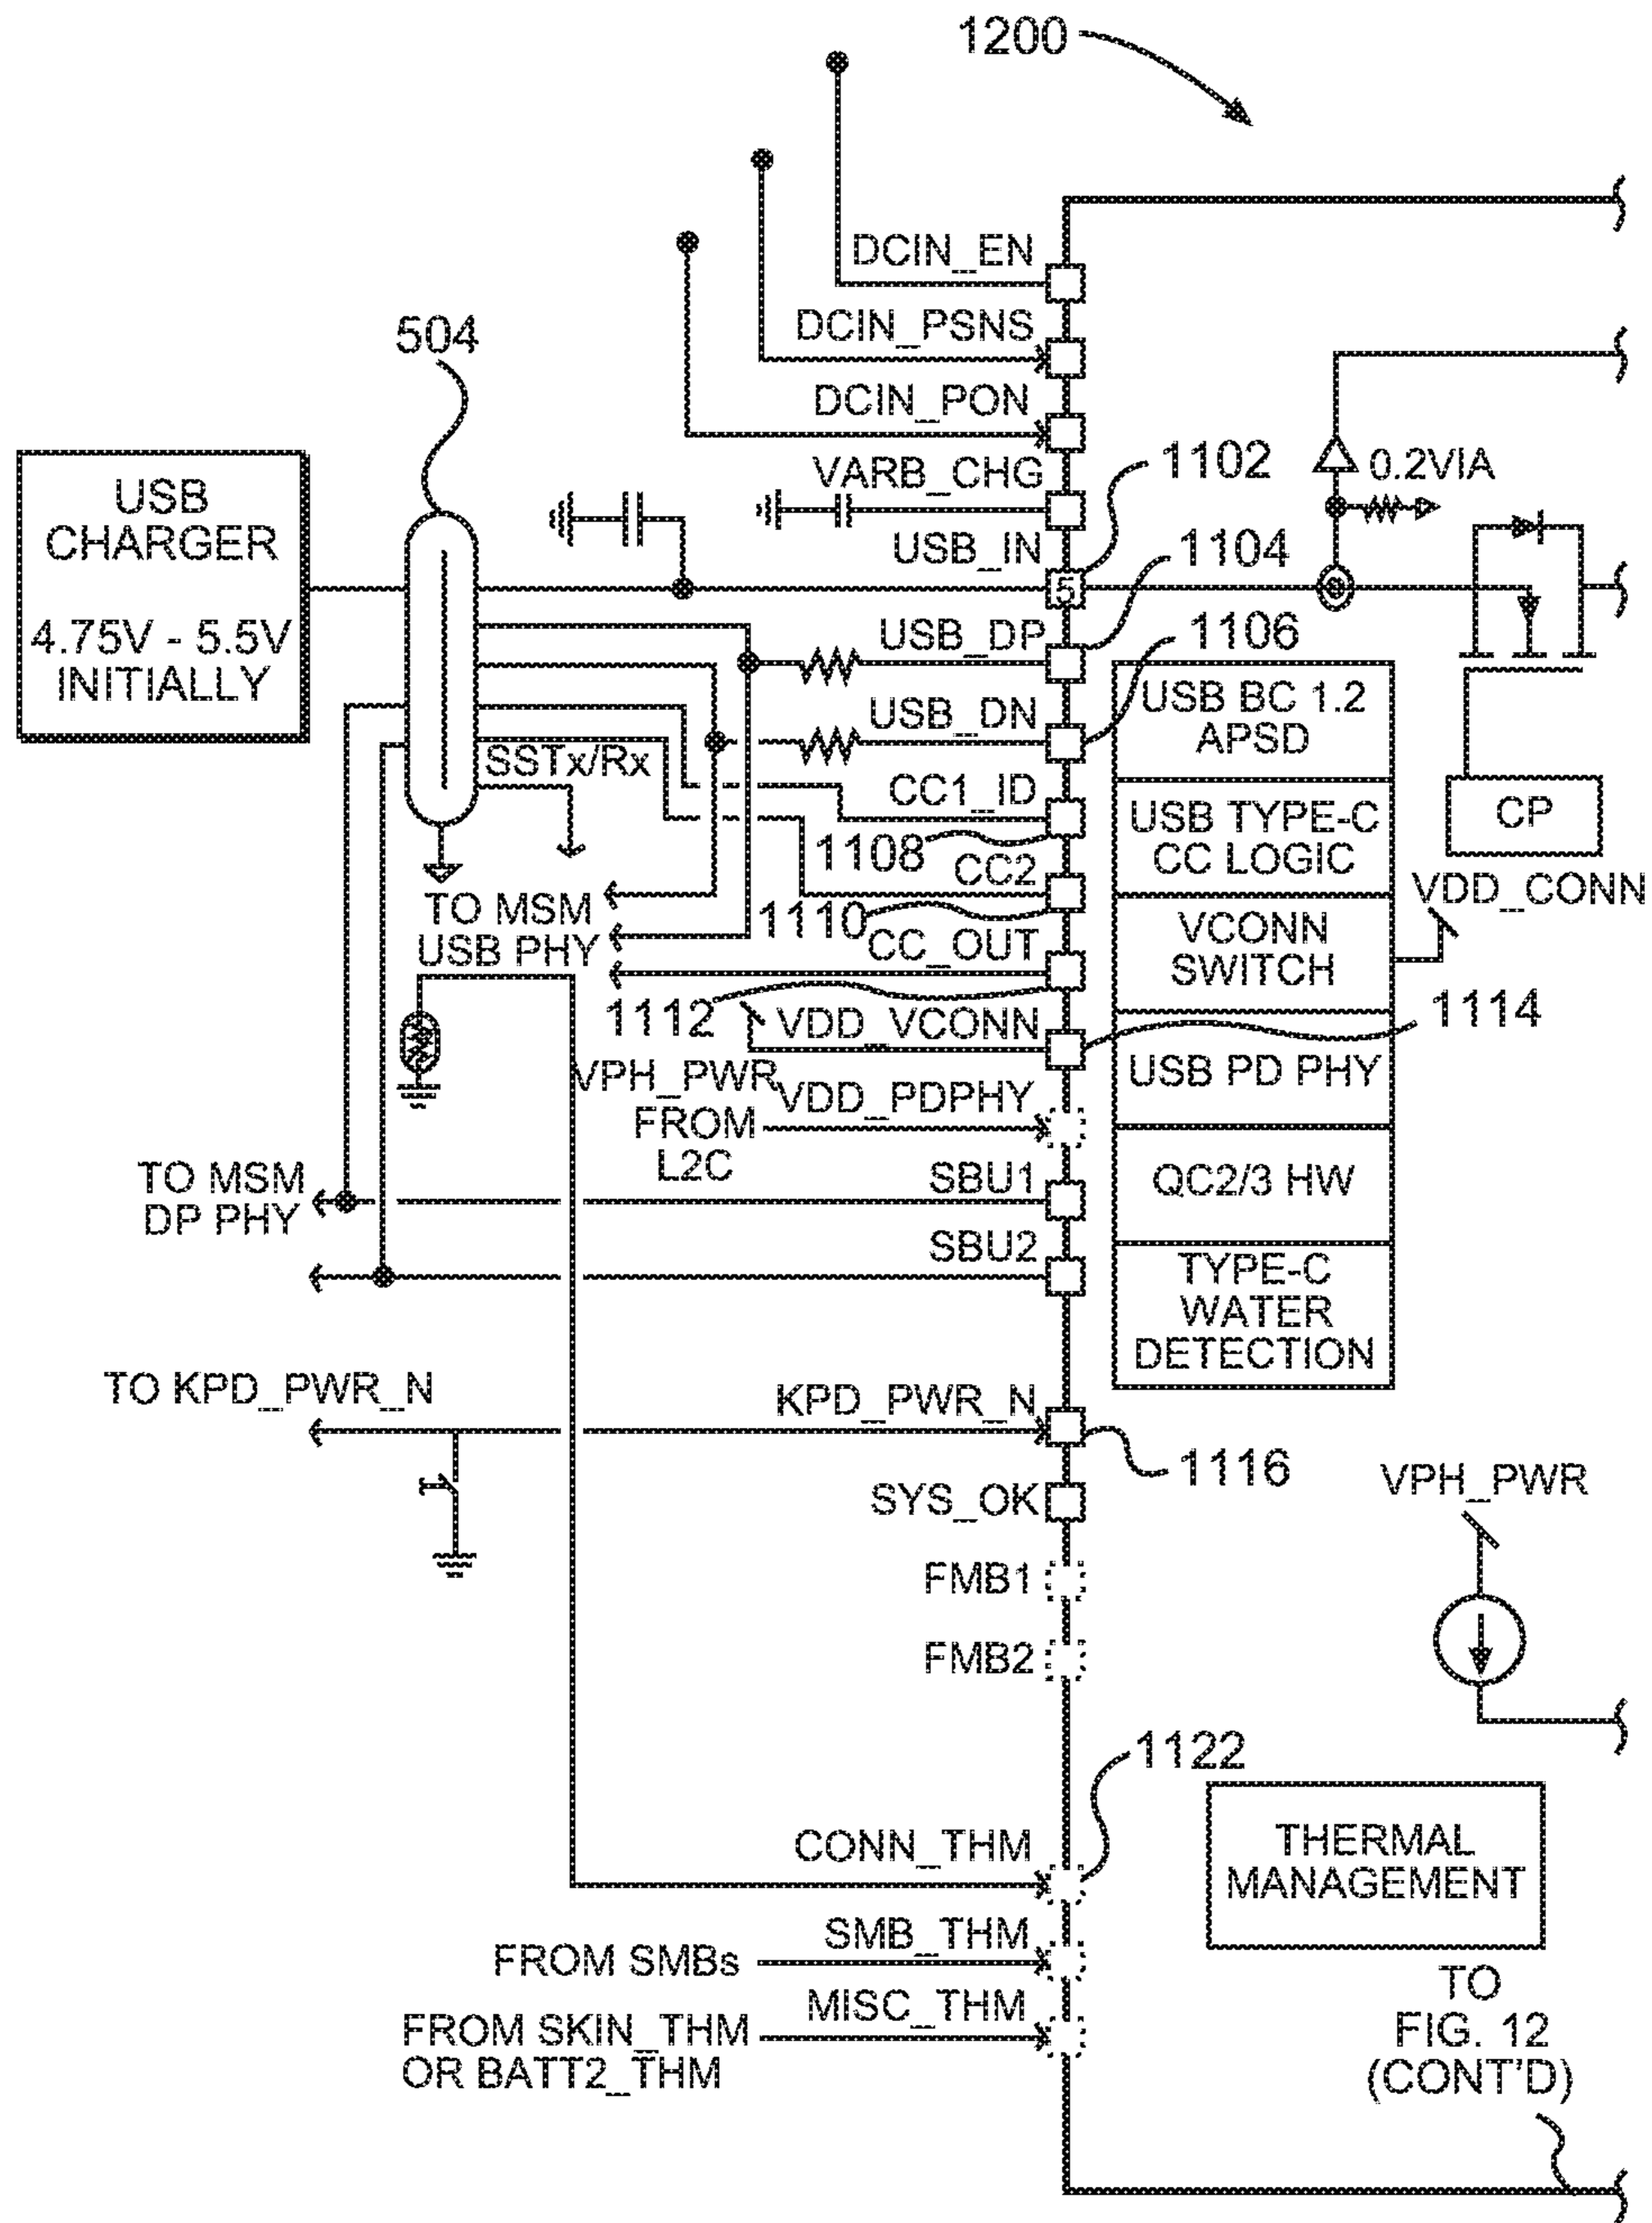 1200
DCIN_EN
DCIN_PSNS
504
DCIN_PON
1102
VARB_CHG
0.2VIA
USB
CHARGER
4.75V - 5.5V
INITIALLY
USB_IN
5
1104
USB_DP
1106
USB_DN
USB BC 1.2
APSD
SSTx/Rx
CC1_ID
1108
USB TYPE-C
CC LOGIC
CP
CC2
1110
TO MSM
USB PHY
CC_OUT
VCONN
SWITCH
VDD_CONN
1112
VDD_VCONN
1114
VPH_PWR
USB PD PHY
VDD_PDPHY
FROM
L2C
TO MSM
DP PHY
SBU1
QC2/3 HW
SBU2
TYPE-C
WATER
DETECTION
TO KPD_PWR_N
KPD_PWR_N
1116
SYS_OK
VPH_PWR
FMB1
FMB2
1122
CONN_THM
THERMAL
MANAGEMENT
SMB_THM
FROM SMBs
MISC_THM
FROM SKIN_THM
OR BATT2_THM
TO
FIG. 12
(CONT'D)